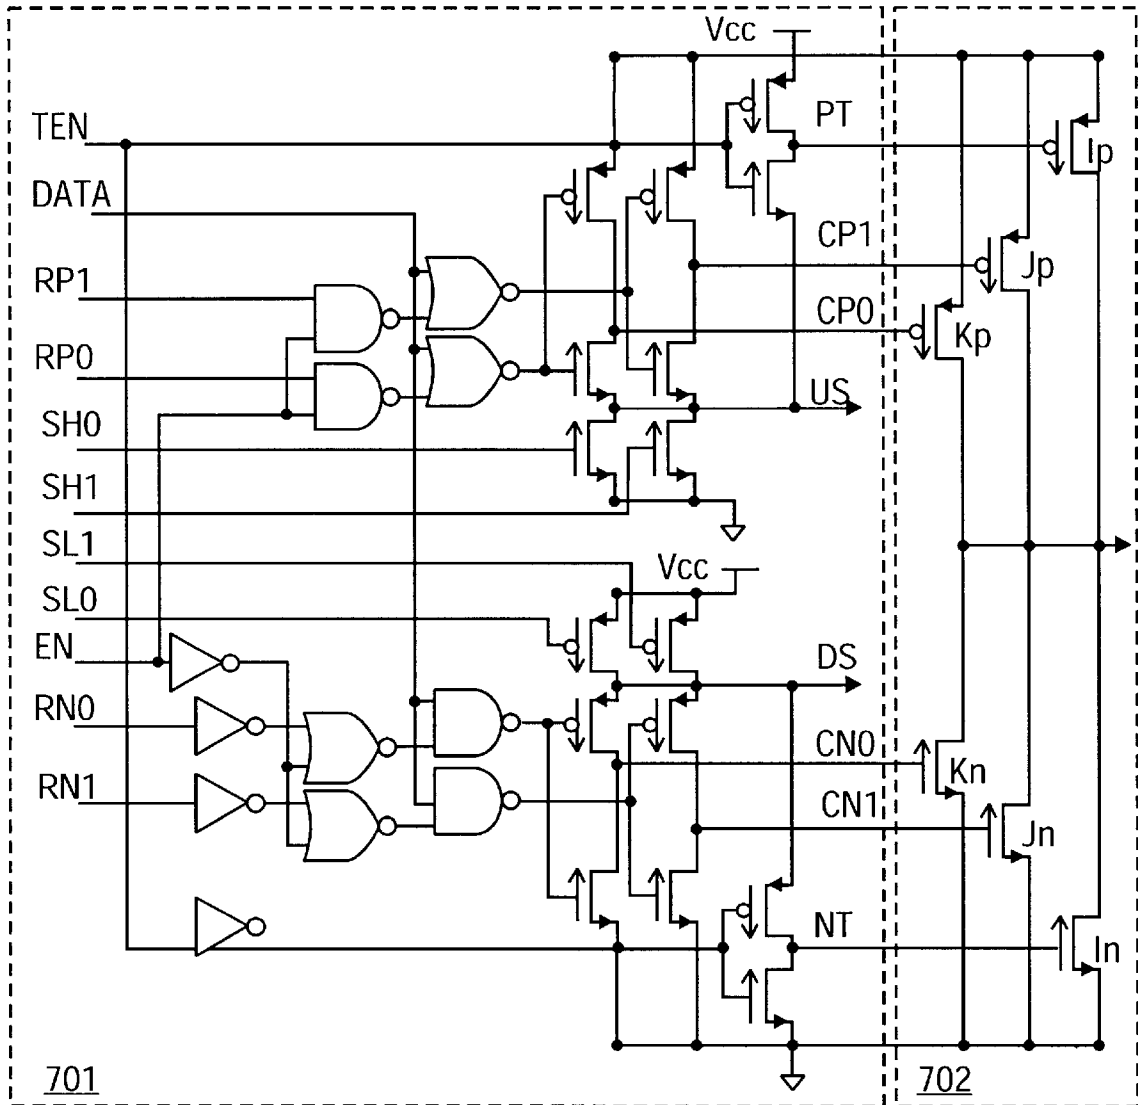 Vcc
TEN
PT
Ip
DATA
CP1
Jp
RP1
CP0
Kp
RP0
US
SH0
SH1
SL1
Vcc
SL0
EN
DS
RN0
CN0
Kn
RN1
CN1
Jn
NT
In
701
702